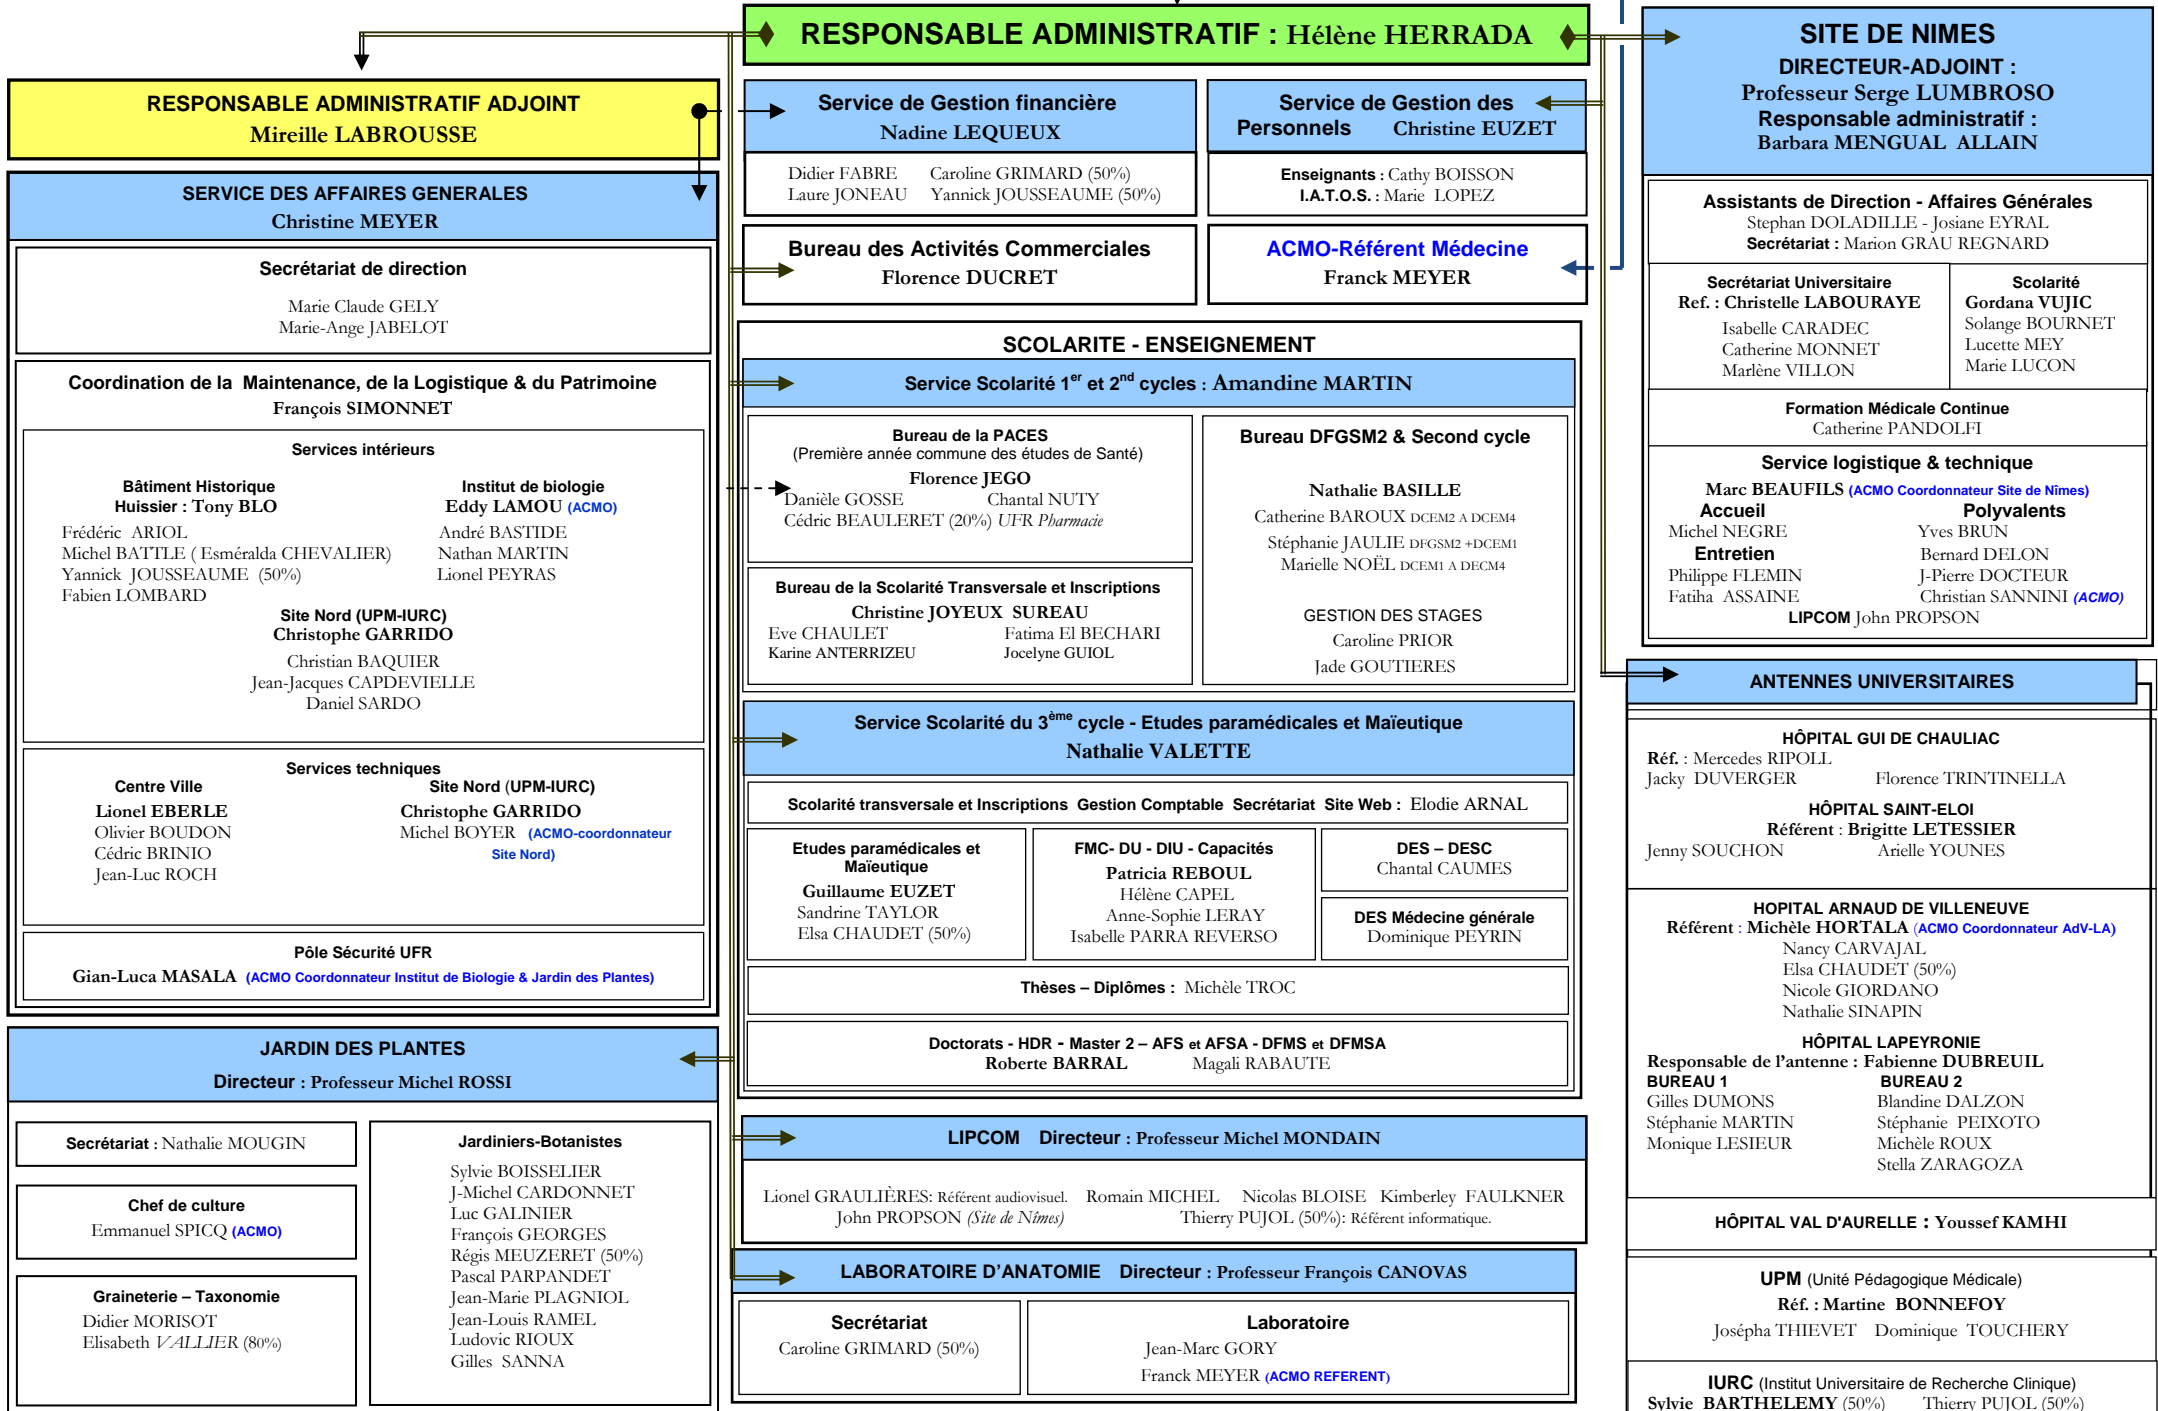 RESPONSABLE ADMINISTRATIF : Hélène HERRADA
RESPONSABLE ADMINISTRATIF ADJOINT
Mireille LABROUSSE
SERVICE DES AFFAIRES GENERALES
Christine MEYER
Secrétariat de direction
Marie Claude GELY
Marie-Ange JABELOT
Coordination de la Maintenance, de la Logistique & du Patrimoine
François SIMONNET
Services intérieurs
Bâtiment Historique
Huissier : Tony BLO
Frédéric ARIOL
Michel BATTLE ( Esméralda CHEVALIER)
Yannick JOUSSEAUME (50%)
Fabien LOMBARD
Institut de biologie
Eddy LAMOU (ACMO)
André BASTIDE
Nathan MARTIN
Lionel PEYRAS
Site Nord (UPM-IURC)
Christophe GARRIDO
Christian BAQUIER
Jean-Jacques CAPDEVIELLE
Daniel SARDO
Services techniques
Centre Ville
Lionel EBERLE
Olivier BOUDON
Cédric BRINIO
Jean-Luc ROCH
Site Nord (UPM-IURC)
Christophe GARRIDO
Michel BOYER (ACMO-coordonnateur
Site Nord)
Pôle Sécurité UFR
Gian-Luca MASALA (ACMO Coordonnateur Institut de Biologie & Jardin des Plantes)
JARDIN DES PLANTES
Directeur : Professeur Michel ROSSI
Secrétariat : Nathalie MOUGIN
Chef de culture
Emmanuel SPICQ (ACMO)
Graineterie – Taxonomie
Didier MORISOT
Elisabeth VALLIER (80%)
Jardiniers-Botanistes
Sylvie BOISSELIER
J-Michel CARDONNET
Luc GALINIER
François GEORGES
Régis MEUZERET (50%)
Pascal PARPANDET
Jean-Marie PLAGNIOL
Jean-Louis RAMEL
Ludovic RIOUX
Gilles SANNA
Service de Gestion financière
Nadine LEQUEUX
Didier FABRE Caroline GRIMARD (50%)
Laure JONEAU Yannick JOUSSEAUME (50%)
Service de Gestion des
Personnels Christine EUZET
Enseignants : Cathy BOISSON
I.A.T.O.S. : Marie LOPEZ
Bureau des Activités Commerciales
Florence DUCRET
ACMO-Référent Médecine
Franck MEYER
SCOLARITE - ENSEIGNEMENT
Service Scolarité 1er et 2nd cycles : Amandine MARTIN
Bureau de la PACES
(Première année commune des études de Santé)
Florence JEGO
Danièle GOSSE Chantal NUTY
Cédric BEAULERET (20%) UFR Pharmacie
Bureau de la Scolarité Transversale et Inscriptions
Christine JOYEUX SUREAU
Eve CHAULET Fatima El BECHARI
Karine ANTERRIZEU Jocelyne GUIOL
Bureau DFGSM2 & Second cycle
Nathalie BASILLE
Catherine BAROUX DCEM2 A DCEM4
Stéphanie JAULIE DFGSM2 +DCEM1
Marielle NOËL DCEM1 A DECM4
GESTION DES STAGES
Caroline PRIOR
Jade GOUTIERES
Service Scolarité du 3ème cycle - Etudes paramédicales et Maïeutique
Nathalie VALETTE
Scolarité transversale et Inscriptions Gestion Comptable Secrétariat Site Web : Elodie ARNAL
Etudes paramédicales et
Maïeutique
Guillaume EUZET
Sandrine TAYLOR
Elsa CHAUDET (50%)
FMC- DU - DIU - Capacités
Patricia REBOUL
Hélène CAPEL
Anne-Sophie LERAY
Isabelle PARRA REVERSO
DES – DESC
Chantal CAUMES
DES Médecine générale
Dominique PEYRIN
Thèses – Diplômes : Michèle TROC
Doctorats - HDR - Master 2 – AFS et AFSA - DFMS et DFMSA
Roberte BARRAL Magali RABAUTE
LIPCOM Directeur : Professeur Michel MONDAIN
Lionel GRAULIÈRES: Référent audiovisuel. Romain MICHEL Nicolas BLOISE Kimberley FAULKNER
John PROPSON (Site de Nîmes) Thierry PUJOL (50%): Référent informatique.
LABORATOIRE D'ANATOMIE Directeur : Professeur François CANOVAS
Secrétariat
Caroline GRIMARD (50%)
Laboratoire
Jean-Marc GORY
Franck MEYER (ACMO REFERENT)
SITE DE NIMES
DIRECTEUR-ADJOINT :
Professeur Serge LUMBROSO
Responsable administratif :
Barbara MENGUAL ALLAIN
Assistants de Direction - Affaires Générales
Stephan DOLADILLE - Josiane EYRAL
Secrétariat : Marion GRAU REGNARD
Secrétariat Universitaire
Ref. : Christelle LABOURAYE
Isabelle CARADEC
Catherine MONNET
Marlène VILLON
Scolarité
Gordana VUJIC
Solange BOURNET
Lucette MEY
Marie LUCON
Formation Médicale Continue
Catherine PANDOLFI
Service logistique & technique
Marc BEAUFILS (ACMO Coordonnateur Site de Nîmes)
Accueil Polyvalents
Michel NEGRE Yves BRUN
Entretien Bernard DELON
Philippe FLEMIN J-Pierre DOCTEUR
Fatiha ASSAINE Christian SANNINI (ACMO)
LIPCOM John PROPSON
ANTENNES UNIVERSITAIRES
HÔPITAL GUI DE CHAULIAC
Réf. : Mercedes RIPOLL
Jacky DUVERGER Florence TRINTINELLA
HÔPITAL SAINT-ELOI
Référent : Brigitte LETESSIER
Jenny SOUCHON Arielle YOUNES
HOPITAL ARNAUD DE VILLENEUVE
Référent : Michèle HORTALA (ACMO Coordonnateur AdV-LA)
Nancy CARVAJAL
Elsa CHAUDET (50%)
Nicole GIORDANO
Nathalie SINAPIN
HÔPITAL LAPEYRONIE
Responsable de l'antenne : Fabienne DUBREUIL
BUREAU 1 BUREAU 2
Gilles DUMONS Blandine DALZON
Stéphanie MARTIN Stéphanie PEIXOTO
Monique LESIEUR Michèle ROUX
Stella ZARAGOZA
HÔPITAL VAL D'AURELLE : Youssef KAMHI
UPM (Unité Pédagogique Médicale)
Réf. : Martine BONNEFOY
Josépha THIEVET Dominique TOUCHERY
IURC (Institut Universitaire de Recherche Clinique)
Sylvie BARTHELEMY (50%) Thierry PUJOL (50%)